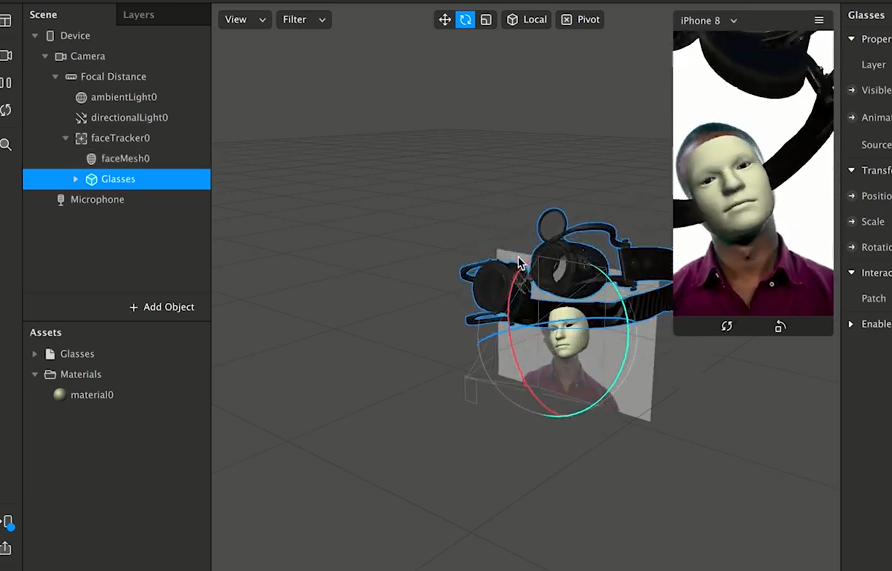 Scene
Layers
Device
Camera
Focal Distance
ambientLight0
directionalLight0
faceTracker0
faceMesh0
Glasses
Microphone
+ Add Object
Assets
Glasses
Materials
material0
View
Filter
Local
Pivot
iPhone 8
Glasses
Proper
Layer
Visible
Animat
Source
Transfo
Positio
Scale
Rotatio
Interac
Patch
Enable